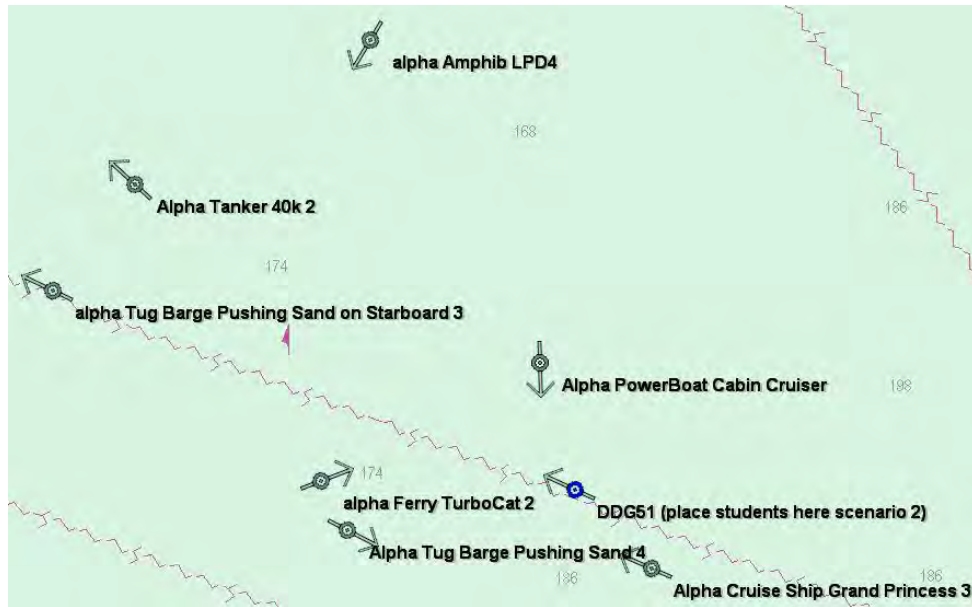 alpha Amphib LPD4
168
Alpha Tanker 40k 2
186
174
alpha Tug Barge Pushing Sand on Starboard 3
Alpha PowerBoat Cabin Cruiser
198
174
alpha Ferry TurboCat 2
DDG51 (place students here scenario 2)
Alpha Tug Barge Pushing Sand 4
186
186
Alpha Cruise Ship Grand Princess 3